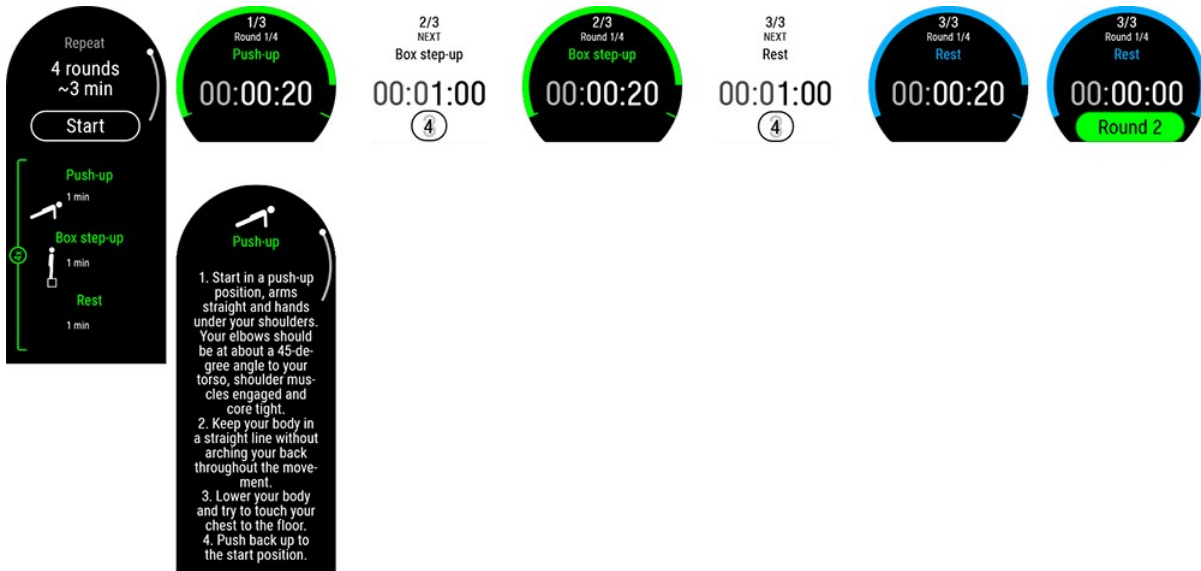 Repeat
4 rounds
~3 min
Start
Push-up
1 min
Box step-up
1 min
4x
Rest
1 min
1/3
Round 1/4
Push-up
00:00:20
2/3
NEXT
Box step-up
00:01:00
4
2/3
Round 1/4
Box step-up
00:00:20
3/3
NEXT
Rest
00:01:00
4
3/3
Round 1/4
Rest
00:00:20
3/3
Round 1/4
Rest
00:00:00
Round 2
Push-up
1. Start in a push-up
position, arms
straight and hands
under your shoulders.
Your elbows should
be at about a 45-de-
gree angle to your
torso, shoulder mus-
cles engaged and
core tight.
2. Keep your body in
a straight line without
arching your back
throughout the move-
ment.
3. Lower your body
and try to touch your
chest to the floor.
4. Push back up to
the start position.